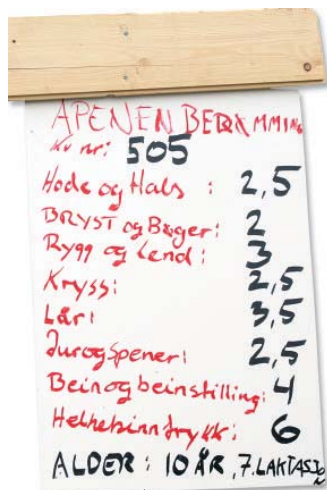 APENEN BEDØMMING
Kv nr: 505
Hode og Hals : 2,5
BRYST og Bøger: 2
Rygg og Lend: 3
Kryss: 2,5
Lår: 3,5
Jur og Spener: 2,5
Bein og beinstilling: 4
Helhetsinntrykk: 6
ALDER: 10 ÅR, 7. LAKTASJ